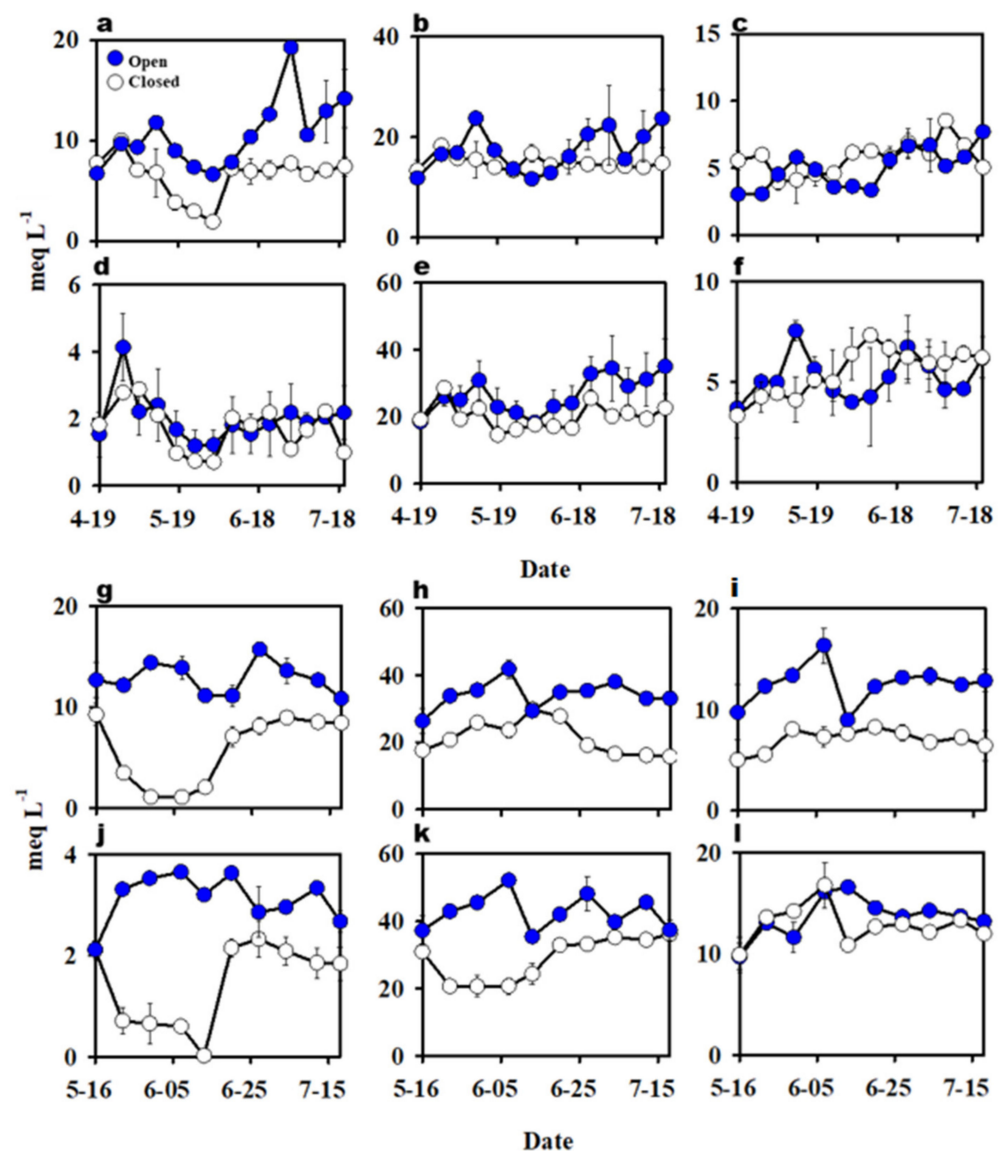 a b c
20 40 15
Open
Closed
10 20 10
5
0 0 0
meq L-1
d e f
6 60 10
4 40
5
2 20
0 0 0
4-19 5-19 6-18 7-18 4-19 5-19 6-18 7-18 4-19 5-19 6-18 7-18
Date
g h i
20 60 20
40
10 10
20
0 0 0
meq L-1
j k l
4 60 20
40
2 10
20
0 0 0
5-16 6-05 6-25 7-15 5-16 6-05 6-25 7-15 5-16 6-05 6-25 7-15
Date